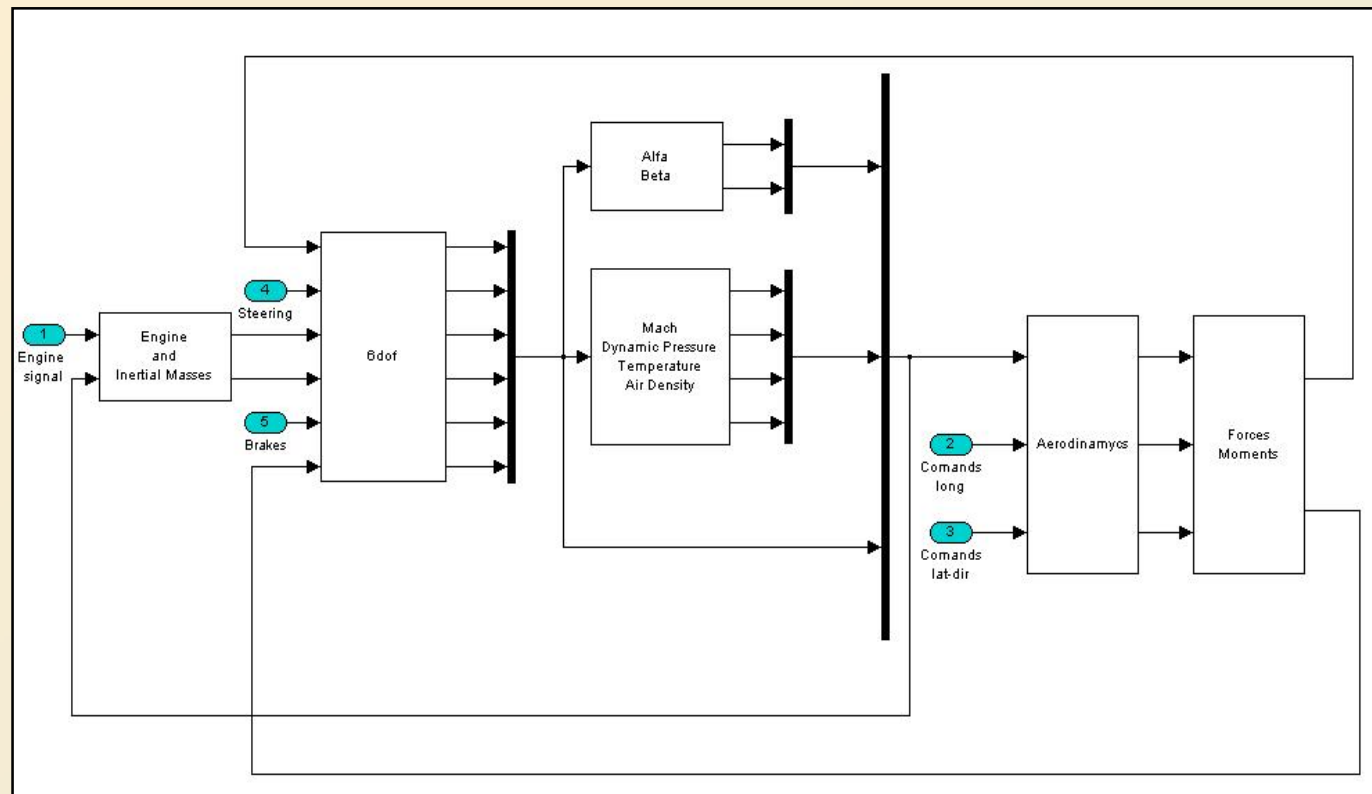 1
Engine
signal
Engine
and
Inertial Masses
4
Steering
5
Brakes
6dof
Alfa
Beta
Mach
Dynamic Pressure
Temperature
Air Density
2
Comands
long
3
Comands
lat-dir
Aerodinamycs
Forces
Moments